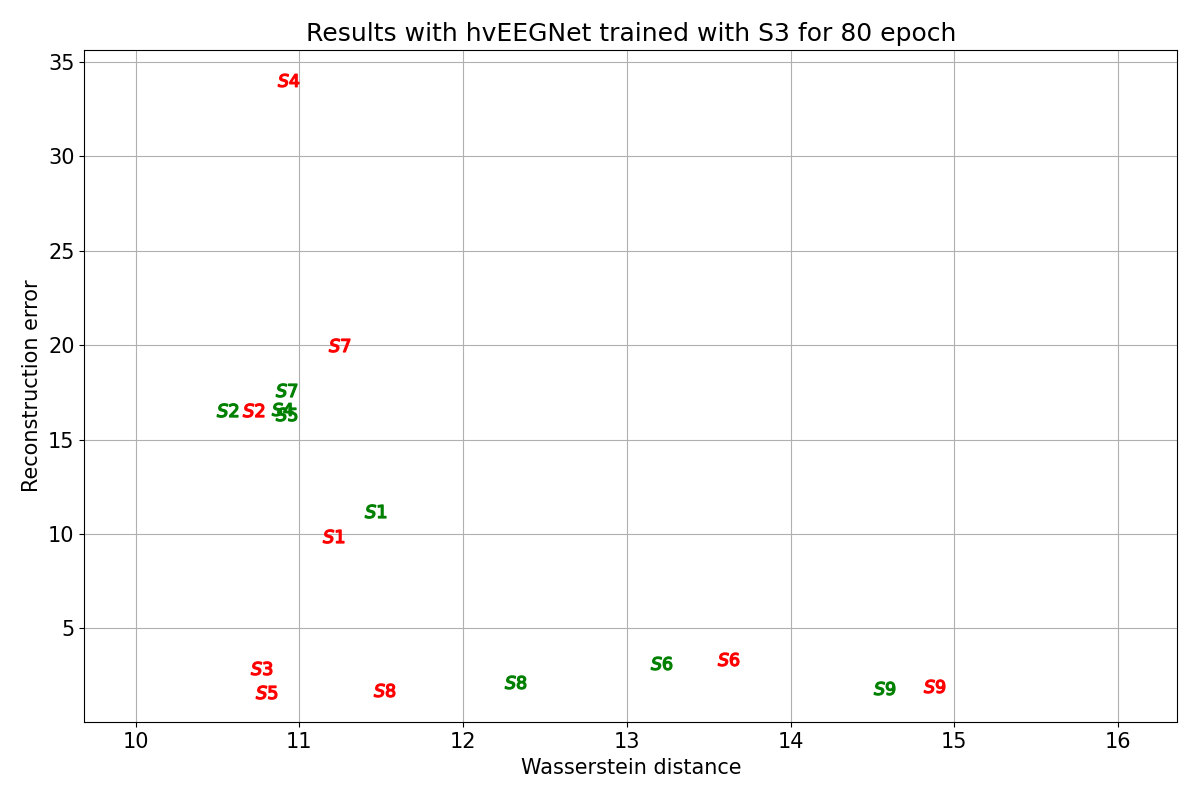 Results with hvEEGNet trained with S3 for 80 epoch
35
S4
30
25
Reconstruction error
20
S7
S7
S2
S2
S4
S5
15
S1
10
S1
5
S3
S5
S8
S8
S6
S6
S9
S9
10
11
12
13
14
15
16
Wasserstein distance